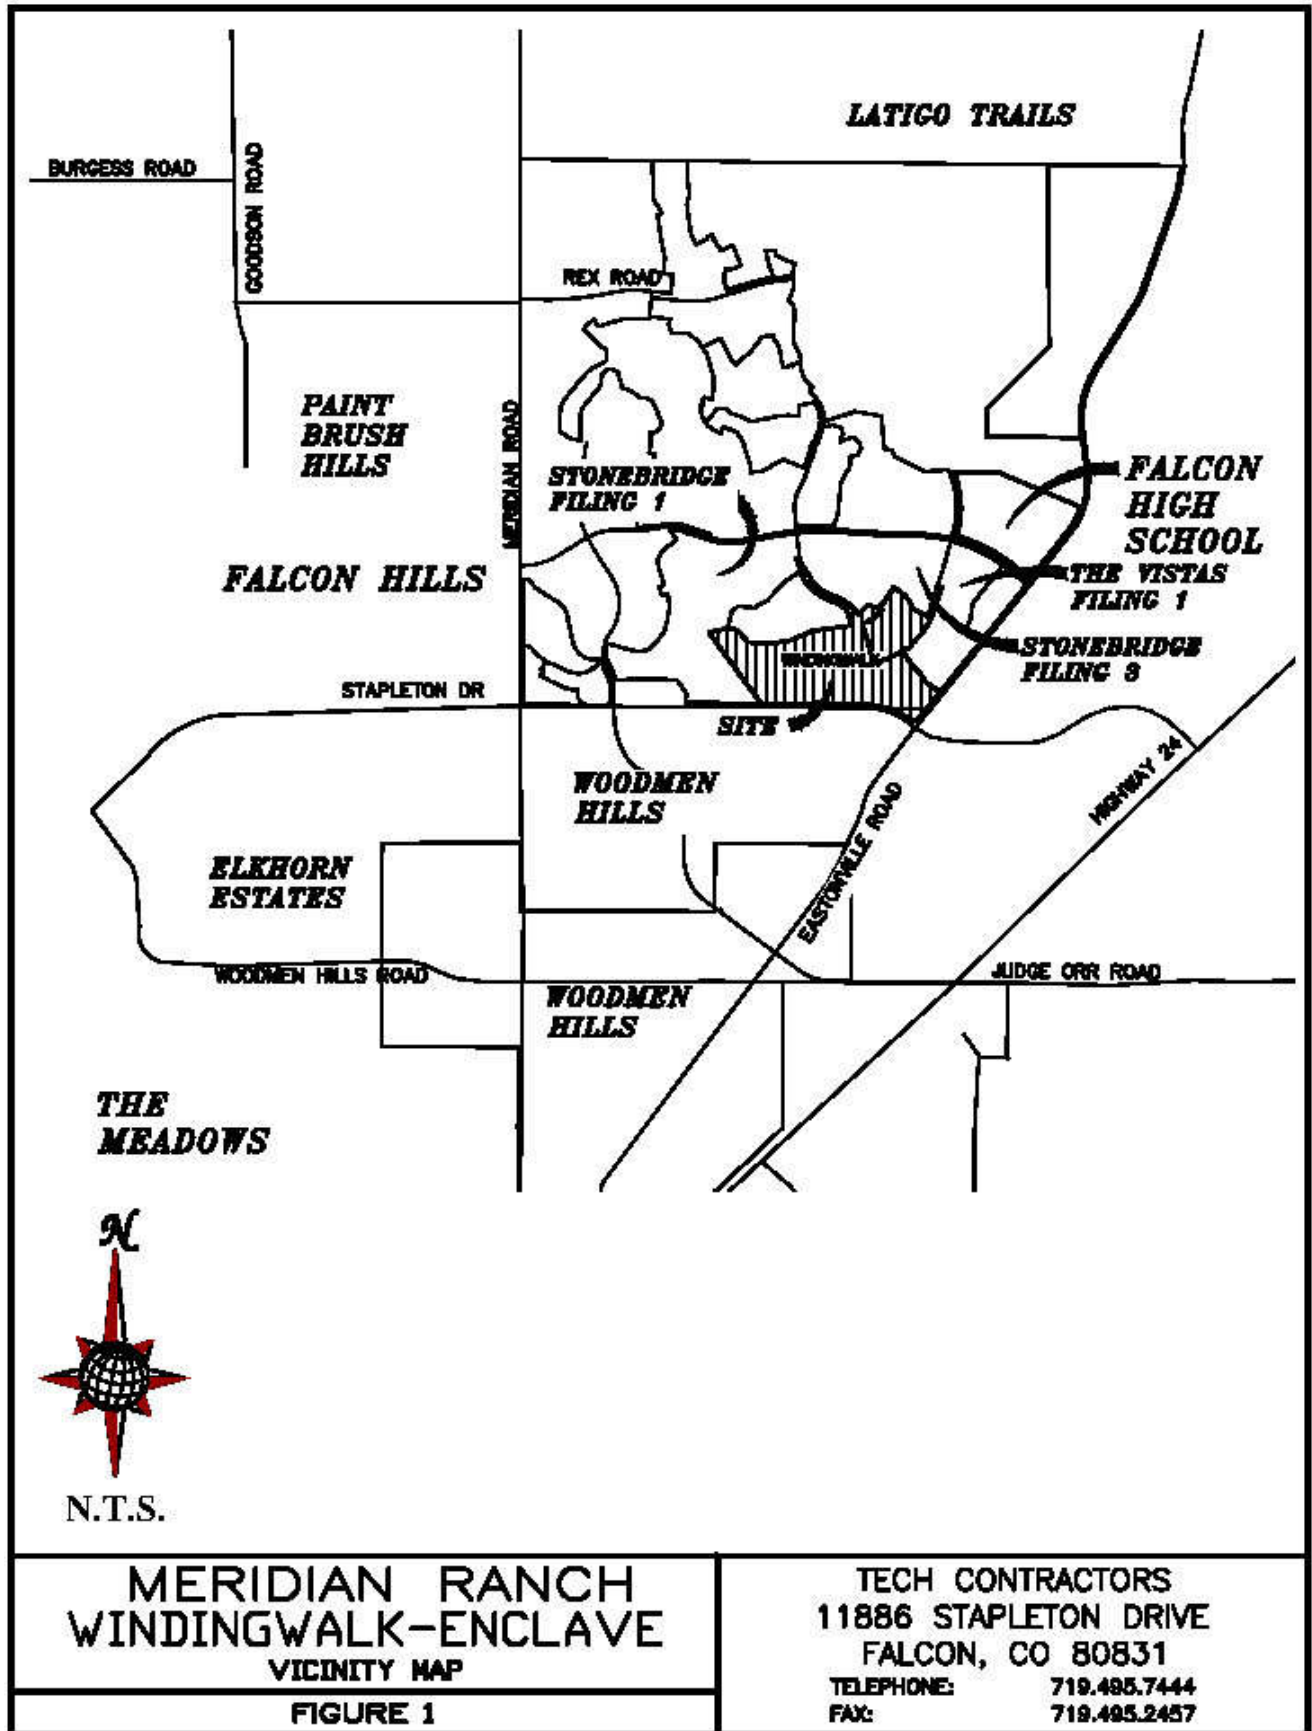 LATIGO TRAILS
BURGESS ROAD
GOODSON ROAD
REX ROAD
PAINT
BRUSH
HILLS
MERIDIAN ROAD
STONEBRIDGE
FILING 1
FALCON
HIGH
SCHOOL
FALCON HILLS
THE VISTAS
FILING 1
STONEBRIDGE
FILING 3
WINDINGWALK
STAPLETON DR
SITE
HIGHWAY 24
WOODMEN
HILLS
EASTONVILLE ROAD
ELKHORN
ESTATES
WOODMEN HILLS ROAD
JUDGE ORR ROAD
WOODMEN
HILLS
THE
MEADOWS
N
N.T.S.
MERIDIAN RANCH
WINDINGWALK-ENCLAVE
VICINITY MAP
FIGURE 1
TECH CONTRACTORS
11886 STAPLETON DRIVE
FALCON, CO 80831
TELEPHONE: 719.495.7444
FAX: 719.495.2457